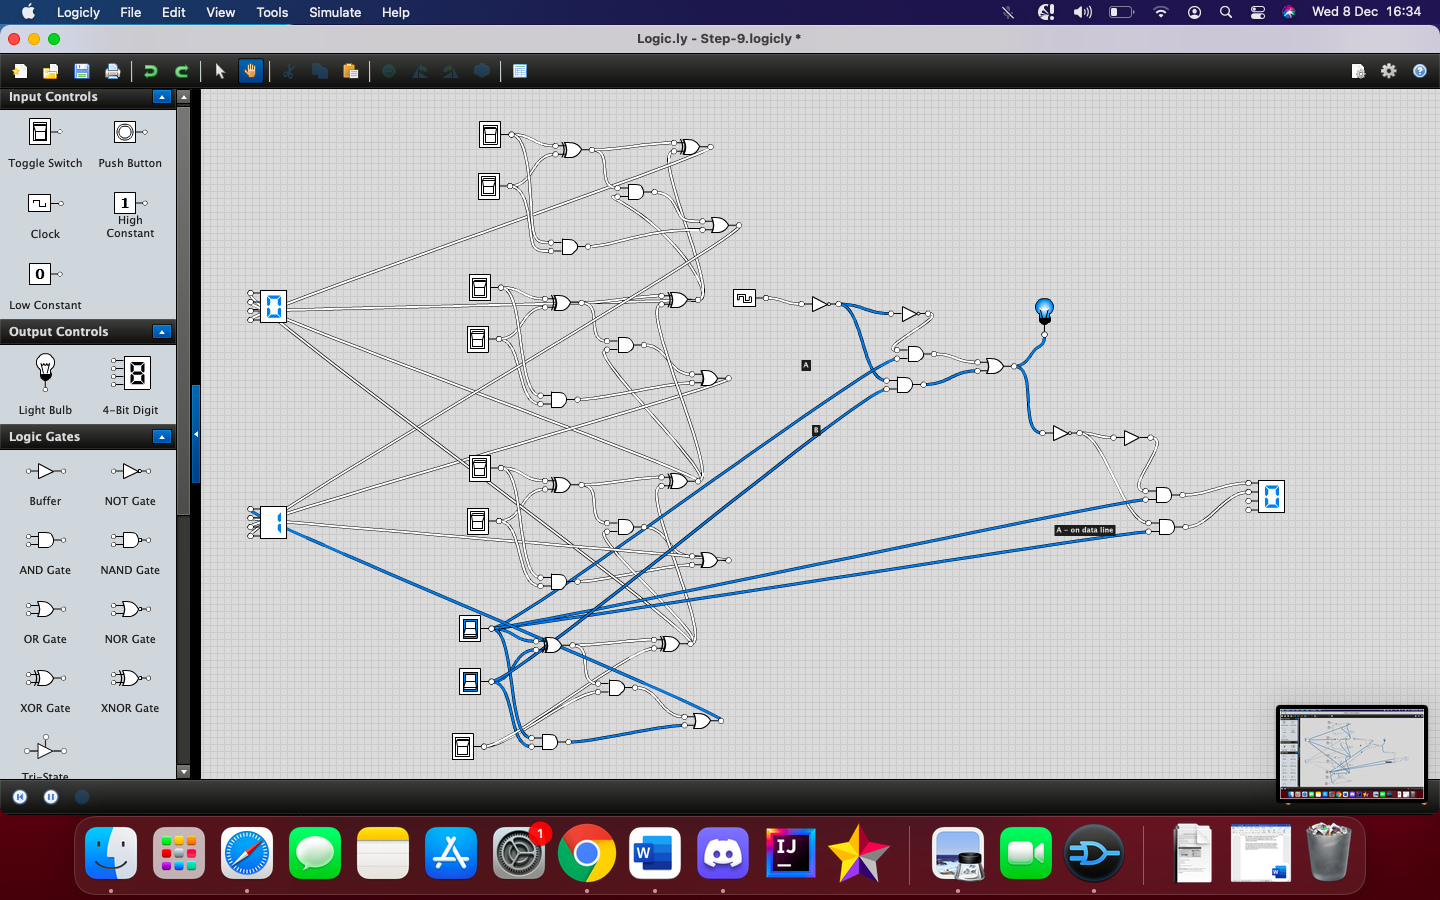 Logicly File Edit View Tools Simulate Help Wed 8 Dec 16:34
Logic.ly - Step-9.logicly *
Input Controls
Toggle Switch Push Button
Clock High Constant
Low Constant
Output Controls
Light Bulb 4-Bit Digit
Logic Gates
Buffer NOT Gate
AND Gate NAND Gate
OR Gate NOR Gate
XOR Gate XNOR Gate
Tri-State
1
0
8
0
1
A
B
A - on data line
0
1
W
IJ
W